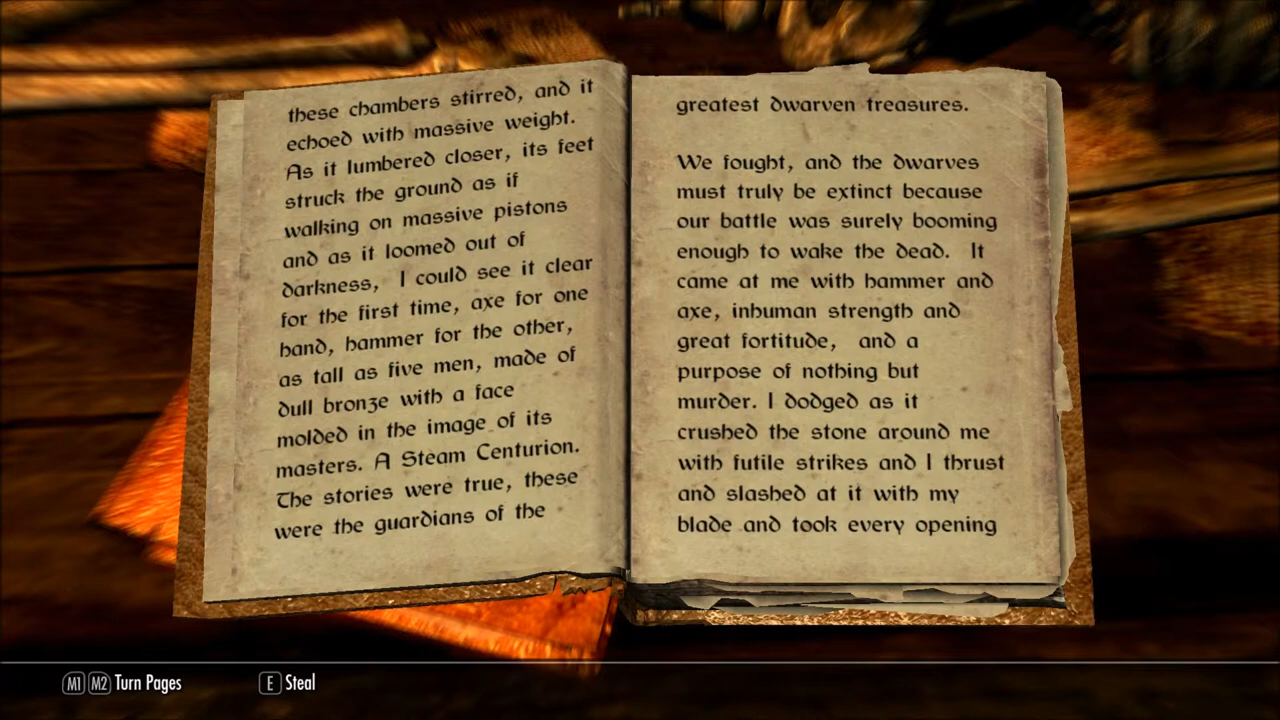 these chambers stirred, and it
echoed with massive weight.
As it lumbered closer, its feet
struck the ground as if
walking on massive pistons
and as it loomed out of
darkness, I could see it clear
for the first time, axe for one
hand, hammer for the other,
as tall as five men, made of
dull bronze with a face
molded in the image of its
masters. A Steam Centurion.
The stories were true, these
were the guardians of the
greatest dwarven treasures.
We fought, and the dwarves
must truly be extinct because
our battle was surely booming
enough to wake the dead. It
came at me with hammer and
axe, inhuman strength and
great fortitude, and a
purpose of nothing but
murder. I dodged as it
crushed the stone around me
with futile strikes and I thrust
and slashed at it with my
blade and took every opening
M1 M2 Turn Pages
E Steal